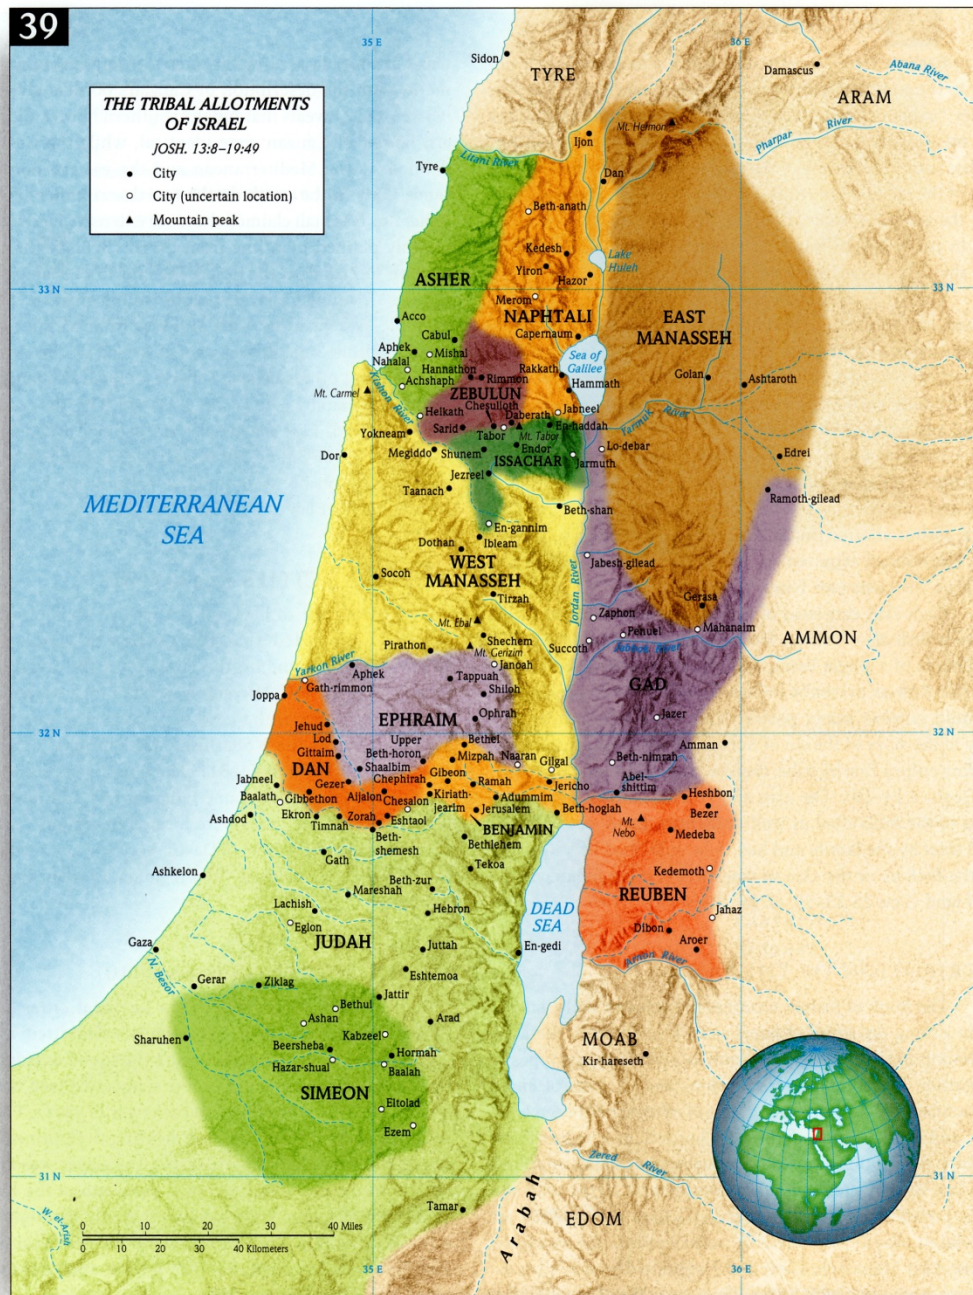 39
35 E
36 E
THE TRIBAL ALLOTMENTS
OF ISRAEL
JOSH. 13:8–19:49
City
City (uncertain location)
Mountain peak
Sidon
TYRE
Damascus
Abana River
ARAM
Mt. Hermon
Pharpar River
Ijon
Litani River
Tyre
Dan
Beth-anath
Kedesh
Lake
Huleh
Yiron
Hazor
ASHER
33 N
33 N
Merom
NAPHTALI
EAST
MANASSEH
Acco
Capernaum
Cabul
Aphek
Mishal
Nahalal
Hannathon
Rimmon
Rakkath
Sea of
Galilee
Golan
Ashtaroth
Achshaph
Hammath
Mt. Carmel
Kishon River
ZEBULUN
Chesulloth
Helkath
Daberath
Jabneel
Yarmuk River
Sarid
Tabor
Mt. Tabor
En-haddah
Yokneam
Endor
Lo-debar
Dor
Megiddo
Shunem
ISSACHAR
Jarmuth
Edrei
Jezreel
Taanach
Ramoth-gilead
MEDITERRANEAN
SEA
Beth-shan
En-gannim
Ibleam
Dothan
WEST
MANASSEH
Jabesh-gilead
Socoh
Jordan River
Tirzah
Gerasa
Zaphon
Mt. Ebal
Mahanaim
Shechem
Penuel
AMMON
Succoth
Jabbok River
Pirathon
Mt. Gerizim
Janoah
Yarkon River
Aphek
Tappuah
GAD
Gath-rimmon
Shiloh
Joppa
EPHRAIM
Ophrah
Jazer
Jehud
32 N
32 N
Lod
Upper
Beth-horon
Bethel
Amman
Gittaim
Mizpah
Naaran
Gilgal
Beth-nimrah
DAN
Shaalbim
Gibeon
Jabneel
Gezer
Chephirah
Ramah
Jericho
Abel-
shittim
Heshbon
Baalath
Gibbethon
Aijalon
Kiriath-
jearim
Adummim
Chesalon
Bezer
Ashdod
Ekron
Timnah
Zorah
Eshtaol
Jerusalem
Beth-hoglah
Mt.
Nebo
BENJAMIN
Medeba
Beth-
shemesh
Bethlehem
Gath
Tekoa
Kedemoth
Ashkelon
Beth-zur
Mareshah
REUBEN
Lachish
Hebron
DEAD
SEA
Jahaz
Eglon
Dibon
JUDAH
Aroer
Gaza
Juttah
En-gedi
Arnon River
N. Besor
Eshtemoa
Gerar
Ziklag
Jattir
Bethul
Ashan
Arad
Sharuhen
Kabzeel
MOAB
Beersheba
Hormah
Kir-hareseth
Hazar-shual
Baalah
SIMEON
Eltolad
Ezem
Zered River
31 N
31 N
Tamar
W. el-Arish
Arabah
EDOM
0 10 20 30 40 Miles
0 10 20 30 40 Kilometers
35 E
36 E